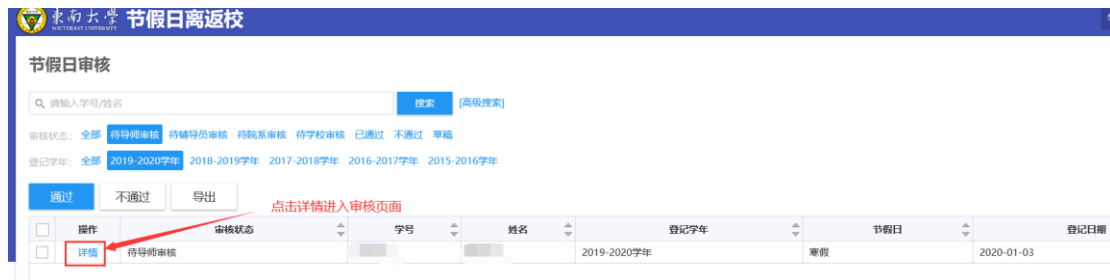 東南大學 节假日离返校
SOUTHEAST UNIVERSITY
节假日审核
请输入学号/姓名 搜索 [高级搜索]
审核状态: 全部 待导师审核 待辅导员审核 待院系审核 待学校审核 已通过 不通过 草稿
登记学年: 全部 2019-2020学年 2018-2019学年 2017-2018学年 2016-2017学年 2015-2016学年
通过 不通过 导出
点击详情进入审核页面
操作 审核状态 学号 姓名 登记学年 节假日 登记日期
详情 待导师审核 2019-2020学年 寒假 2020-01-03